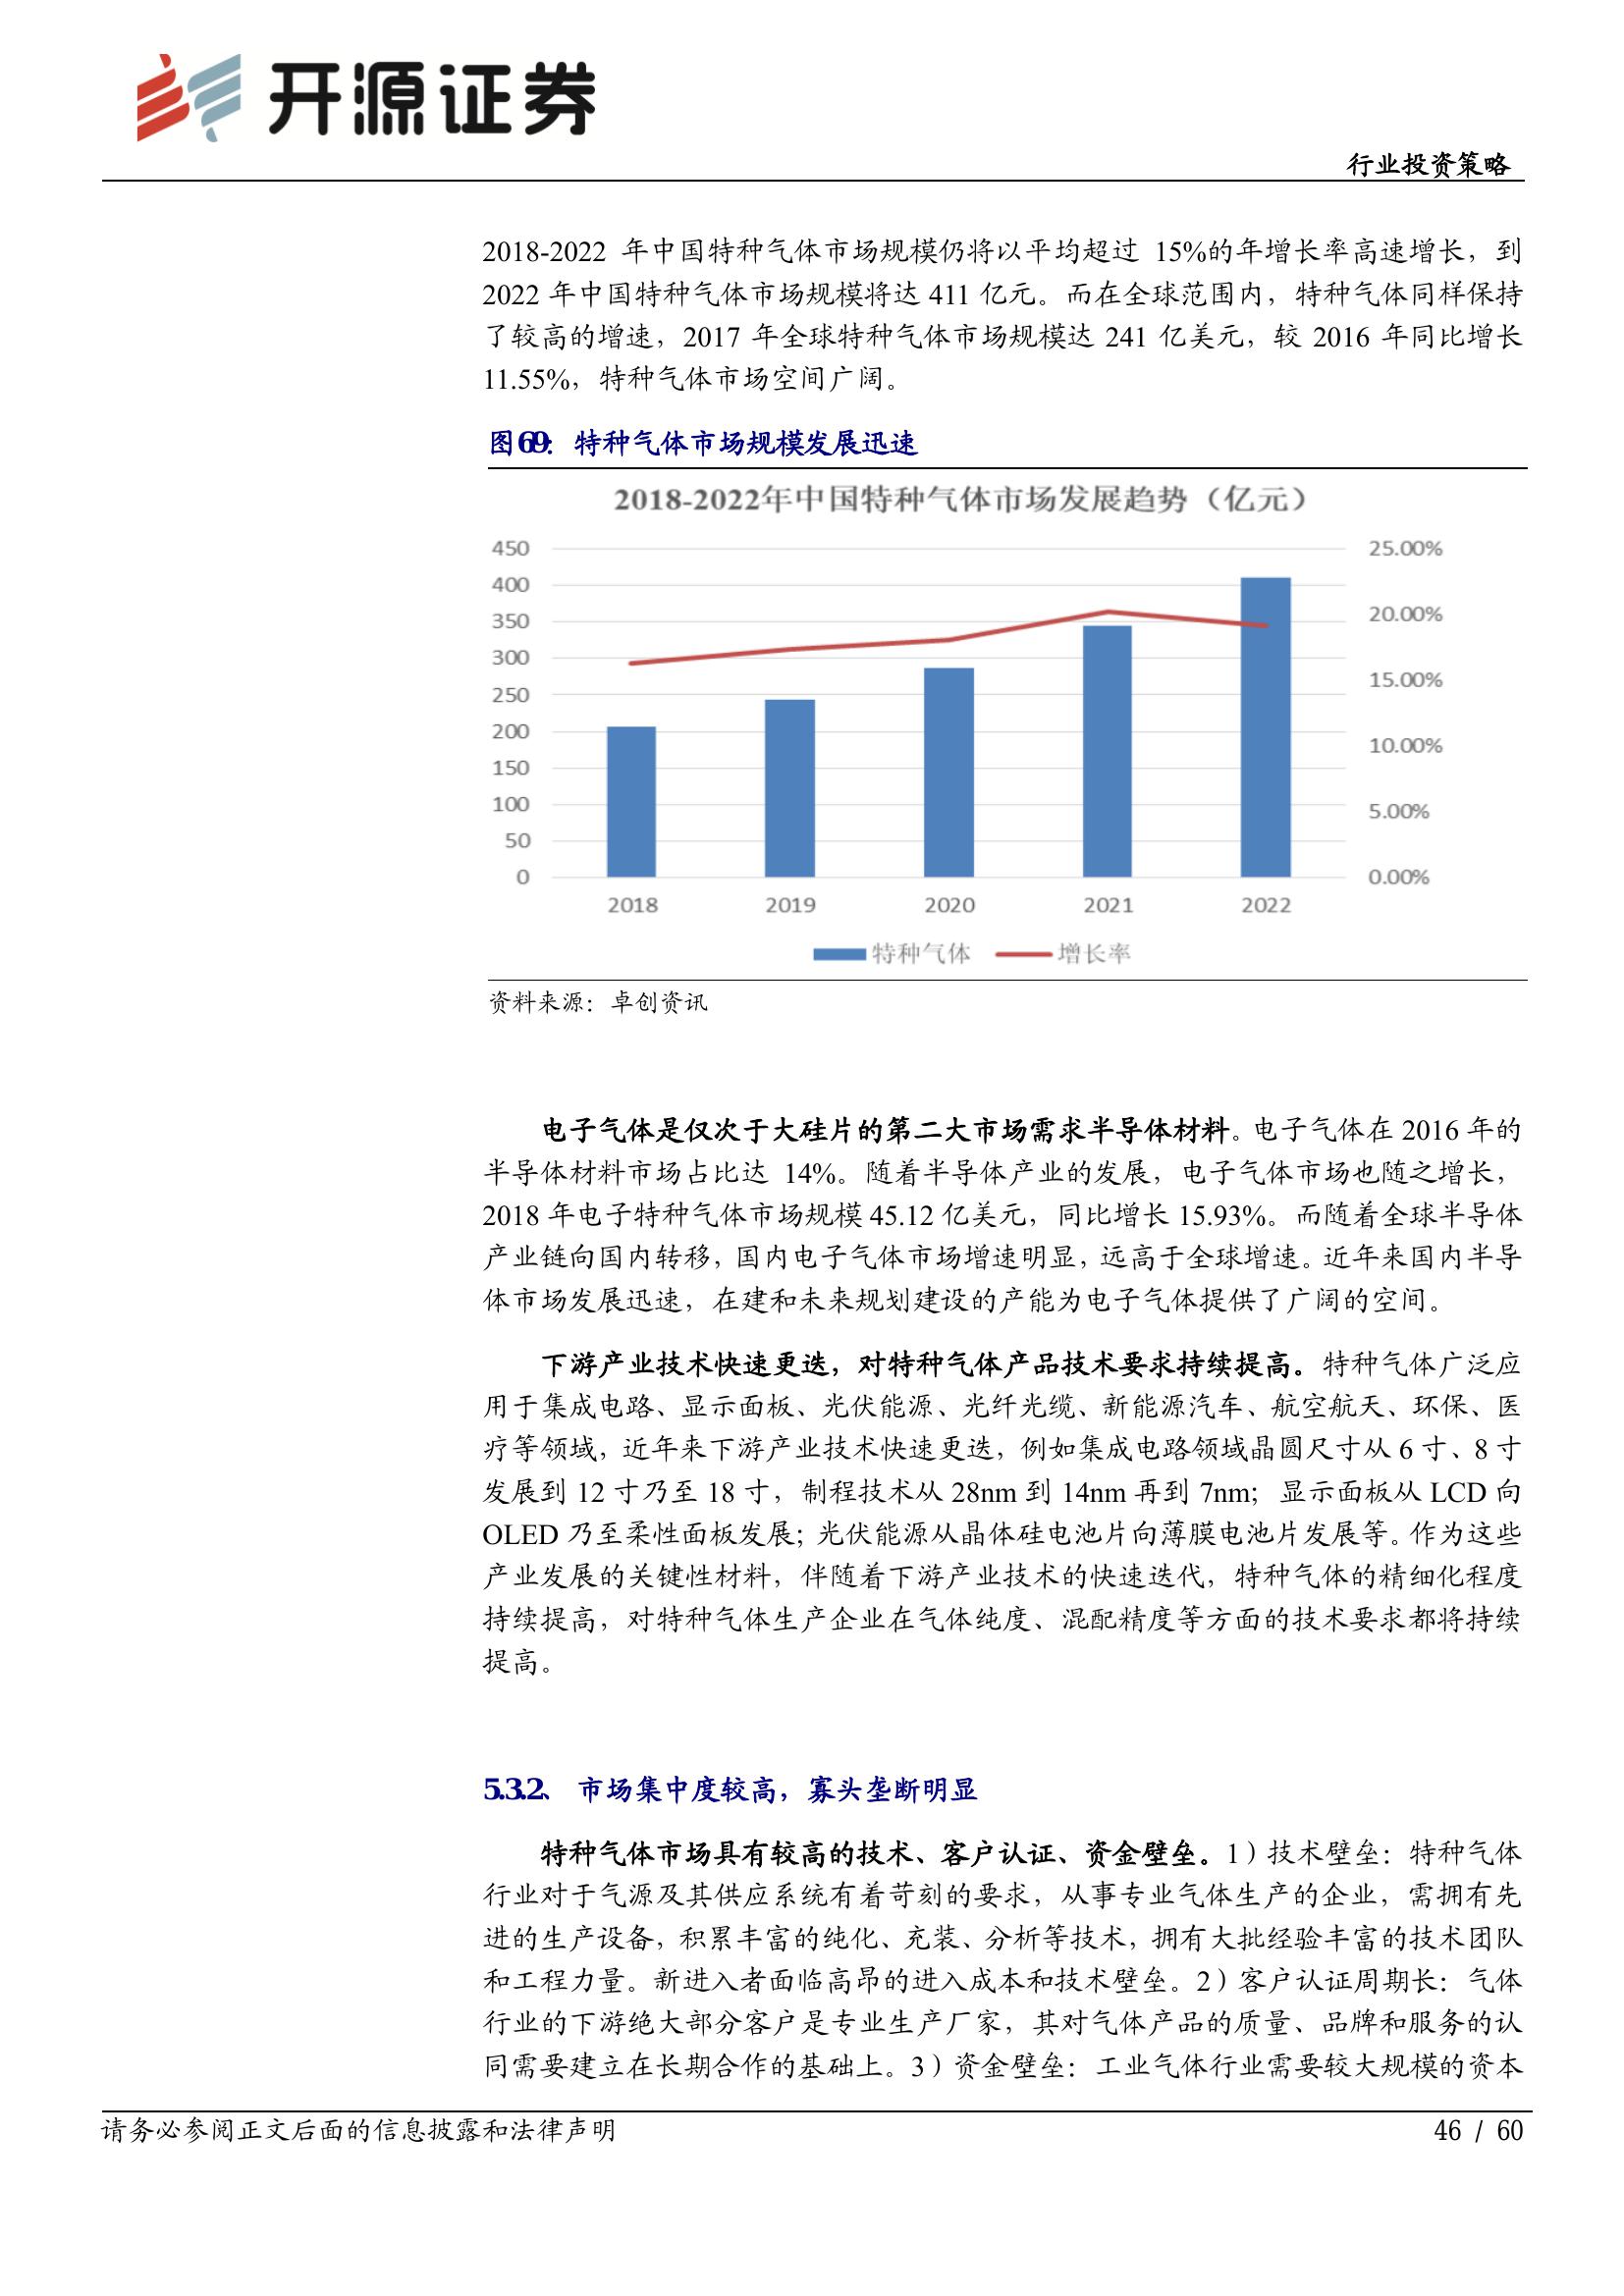 开源证券
行业投资策略
2018-2022 年中国特种气体市场规模仍将以平均超过 15%的年增长率高速增长，到
2022 年中国特种气体市场规模将达 411 亿元。而在全球范围内，特种气体同样保持
了较高的增速，2017 年全球特种气体市场规模达 241 亿美元，较 2016 年同比增长
11.55%，特种气体市场空间广阔。
图69：特种气体市场规模发展迅速
2018-2022年中国特种气体市场发展趋势（亿元）
450 25.00%
400
350 20.00%
300
250 15.00%
200
150 10.00%
100
50 5.00%
0 0.00%
2018 2019 2020 2021 2022
特种气体 增长率
资料来源：卓创资讯
电子气体是仅次于大硅片的第二大市场需求半导体材料。电子气体在 2016 年的
半导体材料市场占比达 14%。随着半导体产业的发展，电子气体市场也随之增长，
2018 年电子特种气体市场规模 45.12 亿美元，同比增长 15.93%。而随着全球半导体
产业链向国内转移，国内电子气体市场增速明显，远高于全球增速。近年来国内半导
体市场发展迅速，在建和未来规划建设的产能为电子气体提供了广阔的空间。
下游产业技术快速更迭，对特种气体产品技术要求持续提高。特种气体广泛应
用于集成电路、显示面板、光伏能源、光纤光缆、新能源汽车、航空航天、环保、医
疗等领域，近年来下游产业技术快速更迭，例如集成电路领域晶圆尺寸从 6 寸、8 寸
发展到 12 寸乃至 18 寸，制程技术从 28nm 到 14nm 再到 7nm；显示面板从 LCD 向
OLED 乃至柔性面板发展；光伏能源从晶体硅电池片向薄膜电池片发展等。作为这些
产业发展的关键性材料，伴随着下游产业技术的快速迭代，特种气体的精细化程度
持续提高，对特种气体生产企业在气体纯度、混配精度等方面的技术要求都将持续
提高。
5.3.2、 市场集中度较高，寡头垄断明显
特种气体市场具有较高的技术、客户认证、资金壁垒。1）技术壁垒：特种气体
行业对于气源及其供应系统有着苛刻的要求，从事专业气体生产的企业，需拥有先
进的生产设备，积累丰富的纯化、充装、分析等技术，拥有大批经验丰富的技术团队
和工程力量。新进入者面临高昂的进入成本和技术壁垒。2）客户认证周期长：气体
行业的下游绝大部分客户是专业生产厂家，其对气体产品的质量、品牌和服务的认
同需要建立在长期合作的基础上。3）资金壁垒：工业气体行业需要较大规模的资本
请务必参阅正文后面的信息披露和法律声明 46 / 60